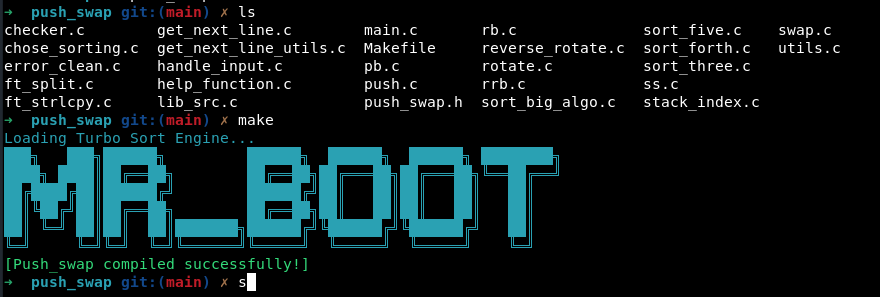 ➜  push_swap git:(main) ✗ ls
checker.c        get_next_line.c        main.c       rb.c               sort_five.c    swap.c
chose_sorting.c  get_next_line_utils.c  Makefile     reverse_rotate.c  sort_forth.c   utils.c
error_clean.c    handle_input.c         pb.c         rotate.c           sort_three.c
ft_split.c       help_function.c        push.c       rrb.c              ss.c
ft_strlcpy.c     lib_src.c              push_swap.h  sort_big_algo.c    stack_index.c
➜  push_swap git:(main) ✗ make
Loading Turbo Sort Engine...
MR_BOOT
[Push_swap compiled successfully!]
➜  push_swap git:(main) ✗ s